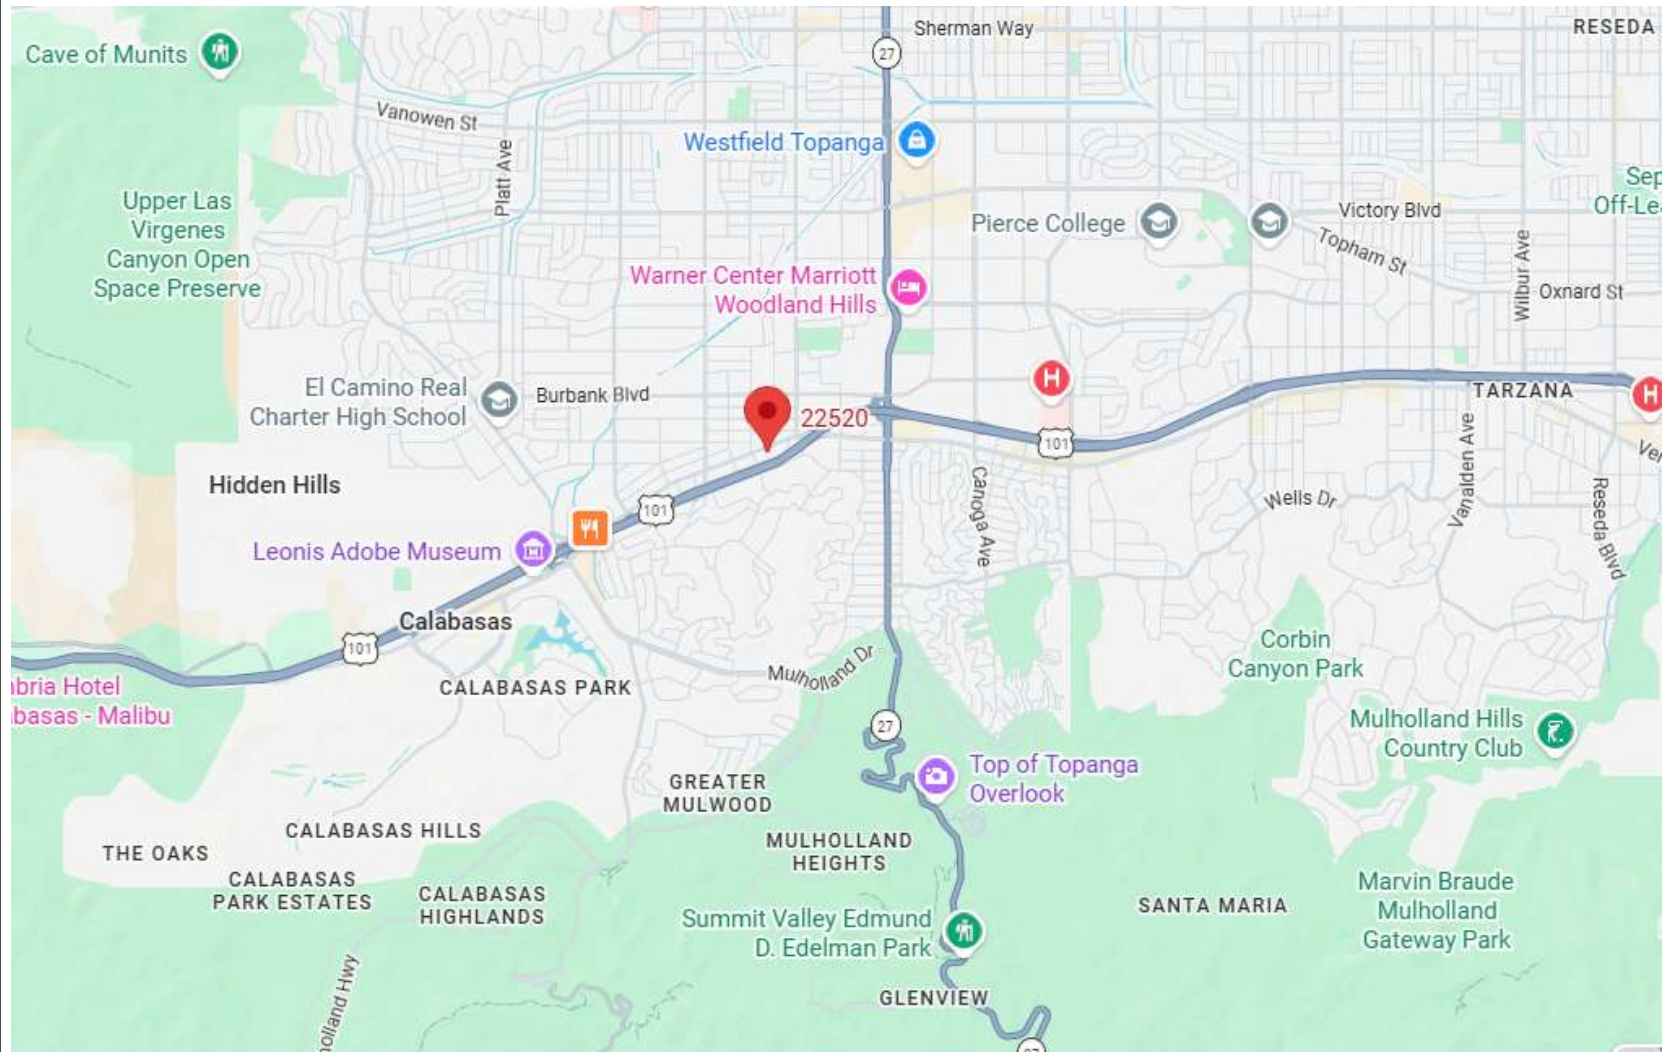 Sherman Way
RESEDA
27
Cave of Munits
Vanowen St
Westfield Topanga
Platt Ave
Upper Las
Virgenes
Canyon Open
Space Preserve
Sep
Off-Le
Victory Blvd
Pierce College
Topham St
Wilbur Ave
Warner Center Marriott
Woodland Hills
Oxnard St
El Camino Real
Charter High School
Burbank Blvd
H
H
TARZANA
22520
101
Vanalden Ave
Ver
Canoga Ave
Hidden Hills
Wells Dr
Reseda Blvd
101
Leonis Adobe Museum
Calabasas
101
Corbin
Canyon Park
Mulholland Dr
CALABASAS PARK
bria Hotel
basas - Malibu
27
Mulholland Hills
Country Club
Top of Topanga
Overlook
GREATER
MULWOOD
CALABASAS HILLS
MULHOLLAND
HEIGHTS
THE OAKS
CALABASAS
PARK ESTATES
CALABASAS
HIGHLANDS
Marvin Braude
Mulholland
Gateway Park
SANTA MARIA
Summit Valley Edmund
D. Edelman Park
holland Hwy
GLENVIEW